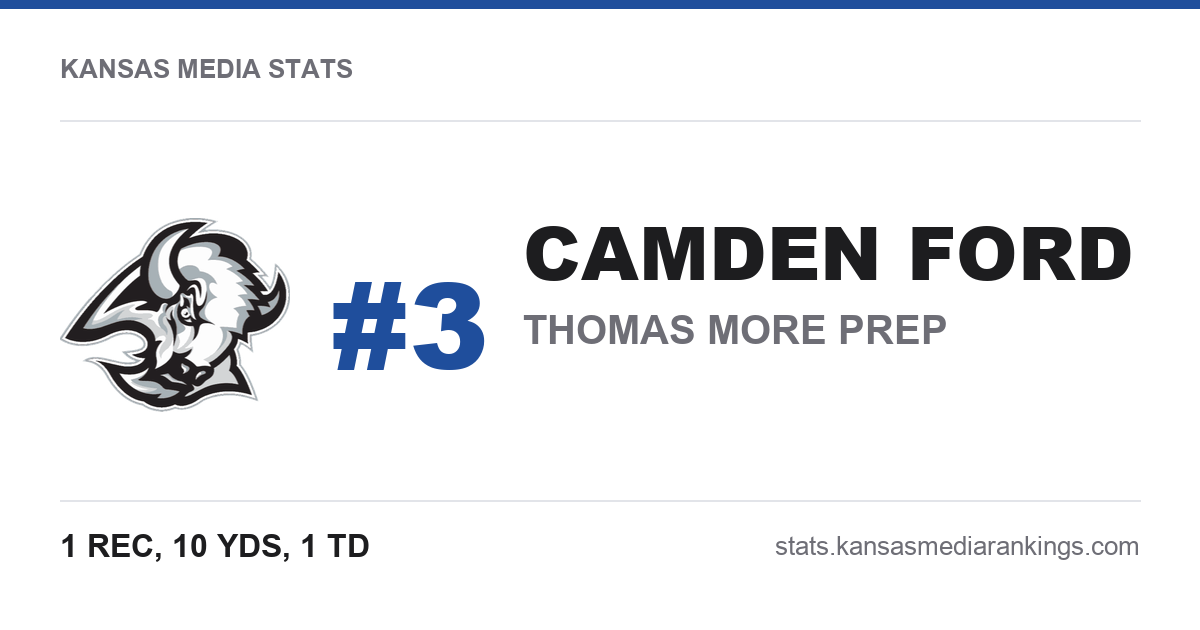 KANSAS MEDIA STATS
#3
CAMDEN FORD
THOMAS MORE PREP
1 REC, 10 YDS, 1 TD
stats.kansasmediarankings.com